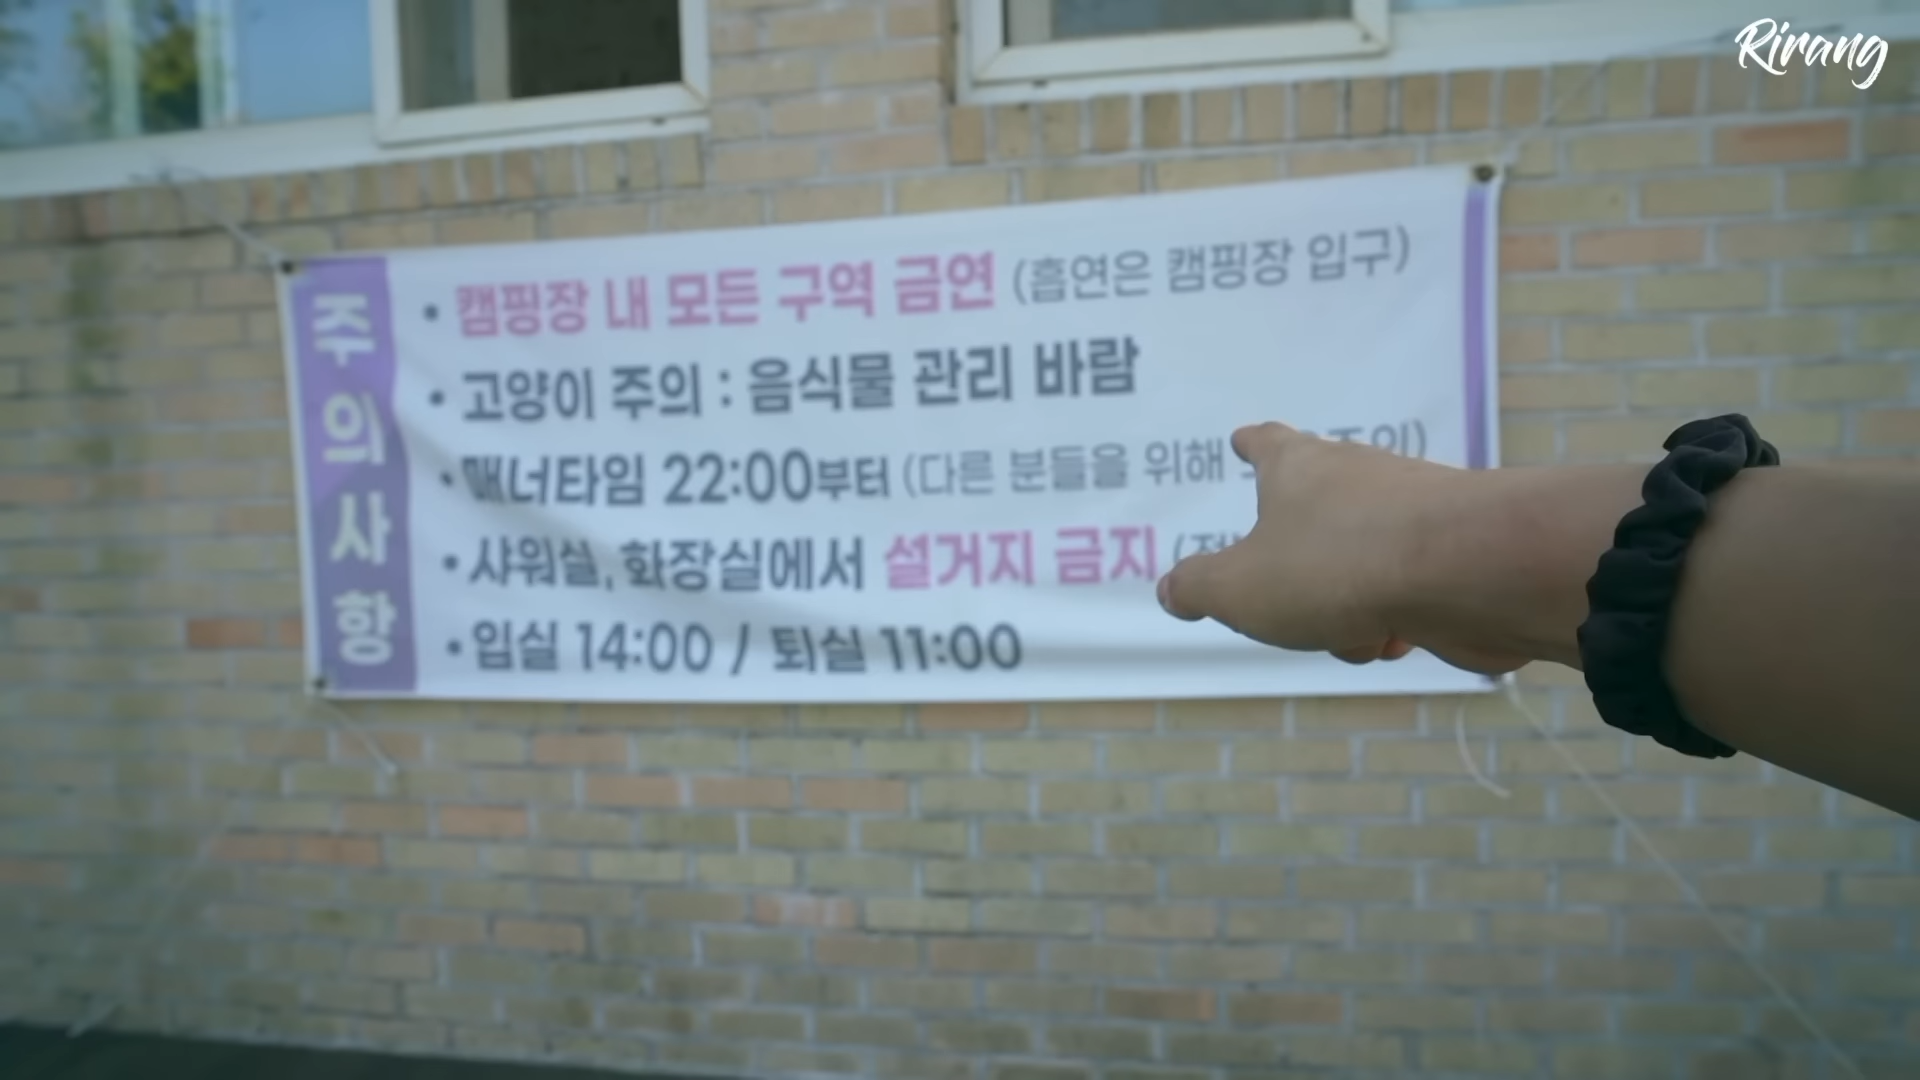 Rirang
주의사항
• 캠핑장 내 모든 구역 금연 (흡연은 캠핑장 입구)
• 고양이 주의 : 음식물 관리 바람
• 매너타임 22:00부터 (다른 분들을 위해
• 샤워실, 화장실에서 설거지 금지
• 입실 14:00 / 퇴실 11:00